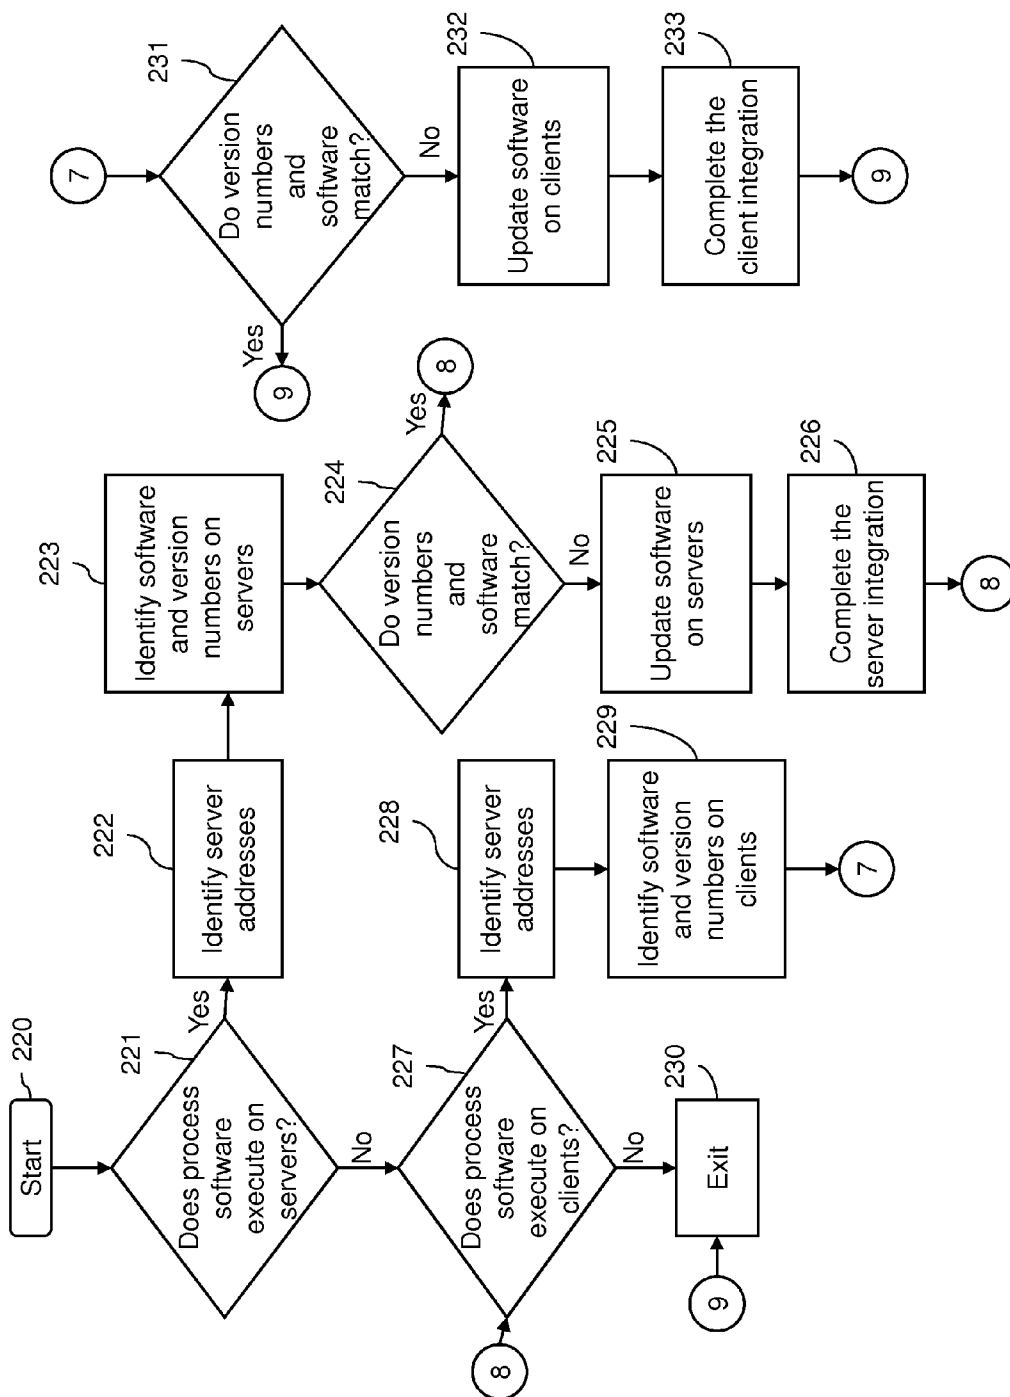 Start
220
Does process
software
execute on
servers?
221
Yes
No
Identify server
addresses
222
Identify software
and version
numbers on
servers
223
Do version
numbers
and
software
match?
224
Yes
8
No
Update software
on servers
225
Complete the
server integration
226
8
8
Does process
software
execute on
clients?
227
Yes
No
Identify server
addresses
228
Identify software
and version
numbers on
clients
229
7
9
Exit
230
7
Do version
numbers
and
software
match?
231
Yes
9
No
Update software
on clients
232
Complete the
client integration
233
9